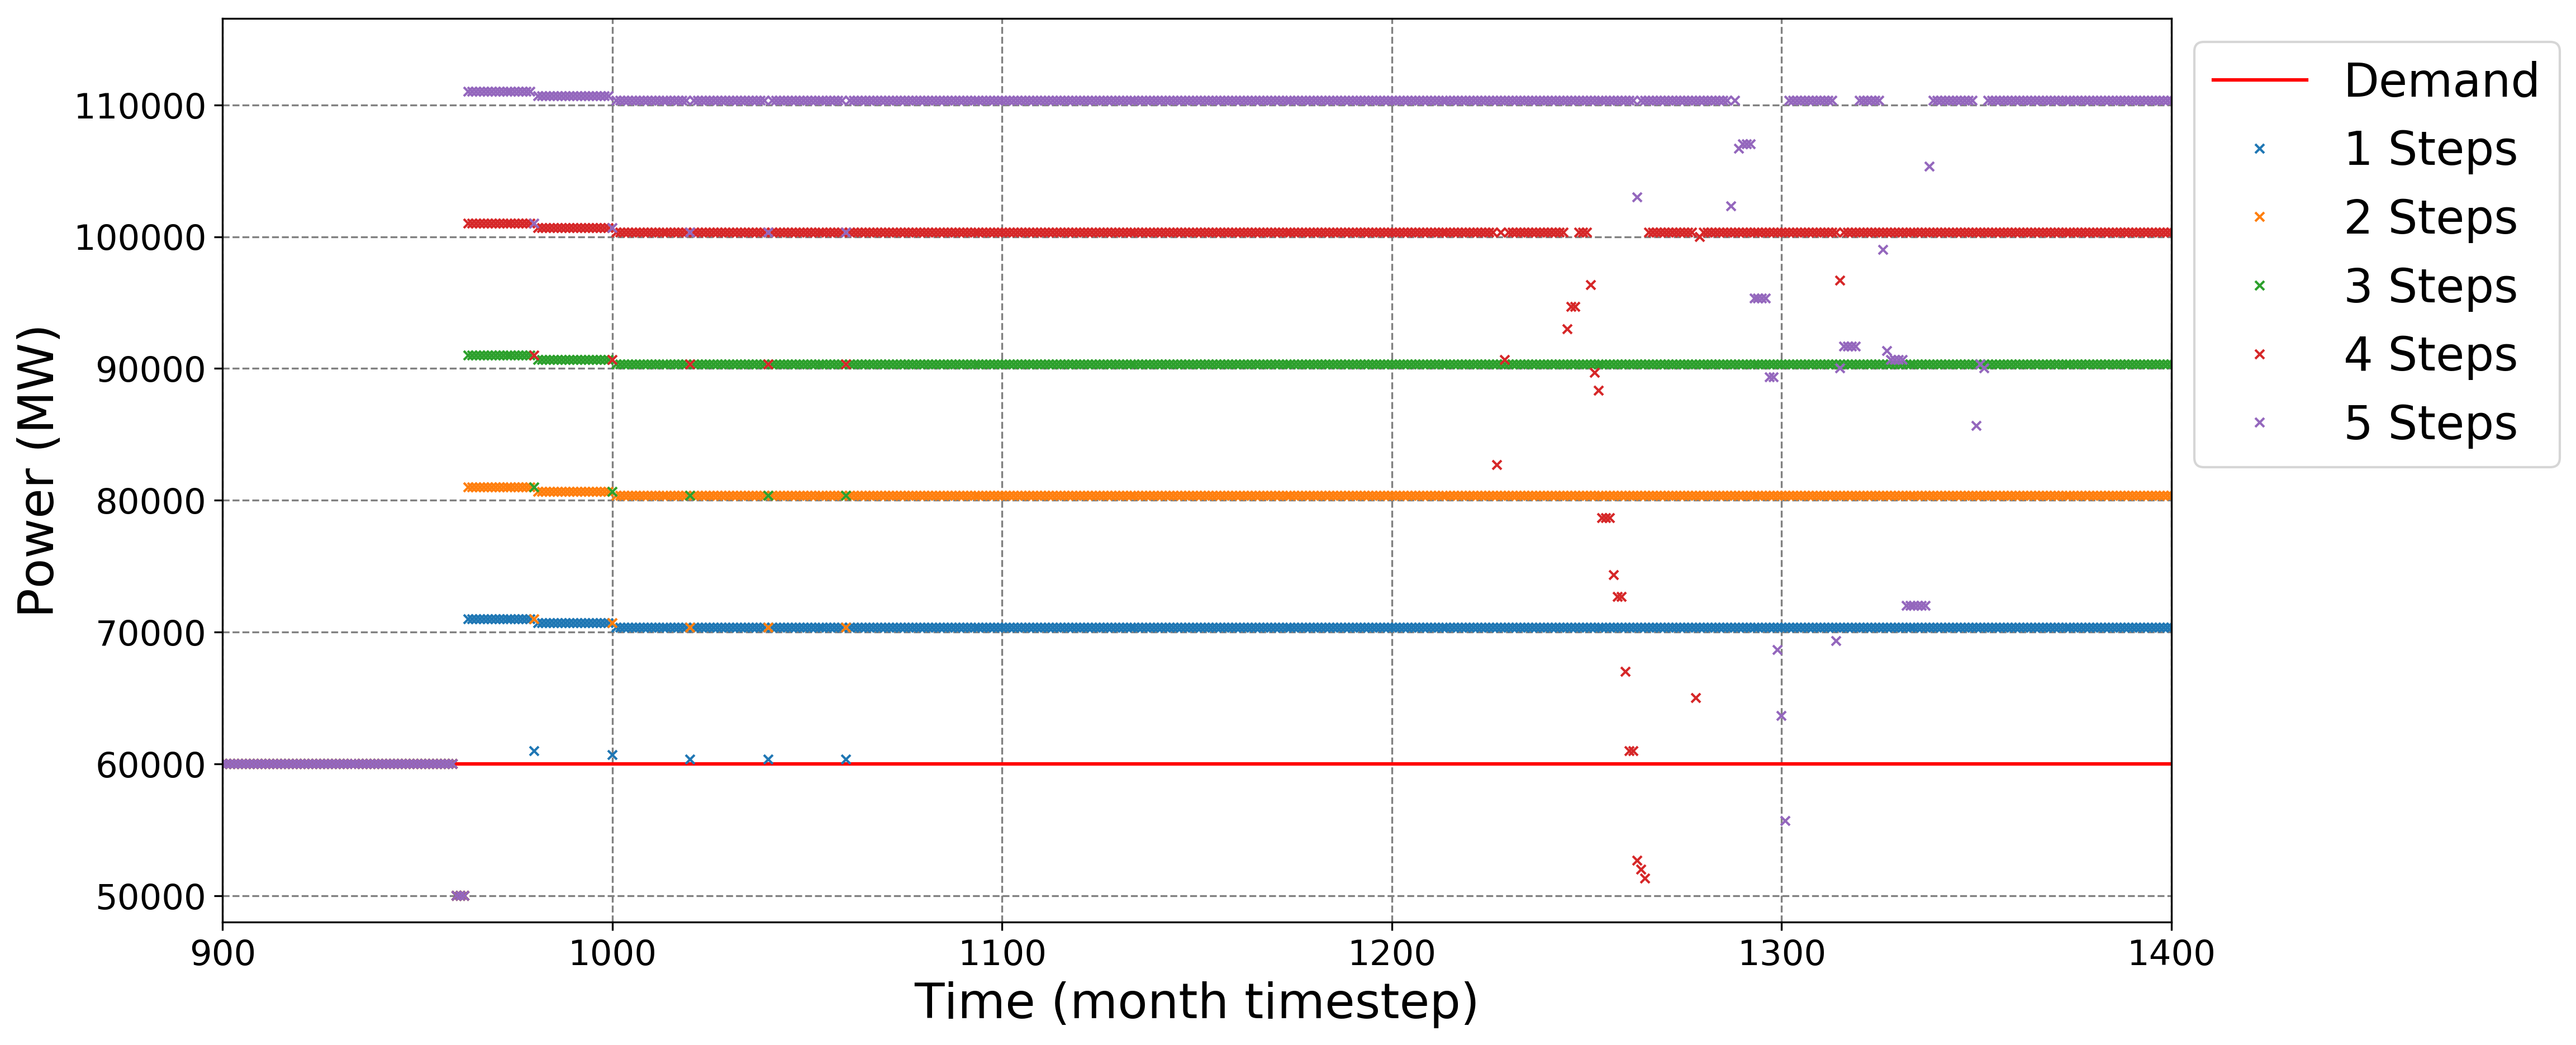 110000
100000
90000
80000
70000
60000
50000
Power (MW)
900
1000
1100
1200
1300
1400
Time (month timestep)
Demand
1 Steps
2 Steps
3 Steps
4 Steps
5 Steps